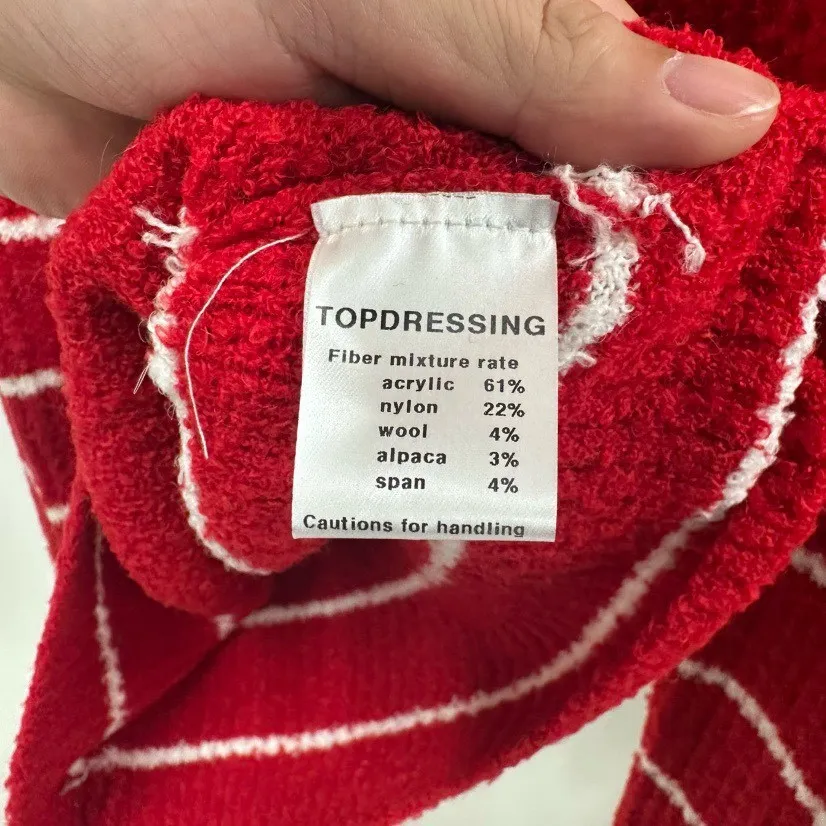 TOPDRESSING
Fiber mixture rate
acrylic 61%
nylon 22%
wool 4%
alpaca 3%
span 4%
Cautions for handling